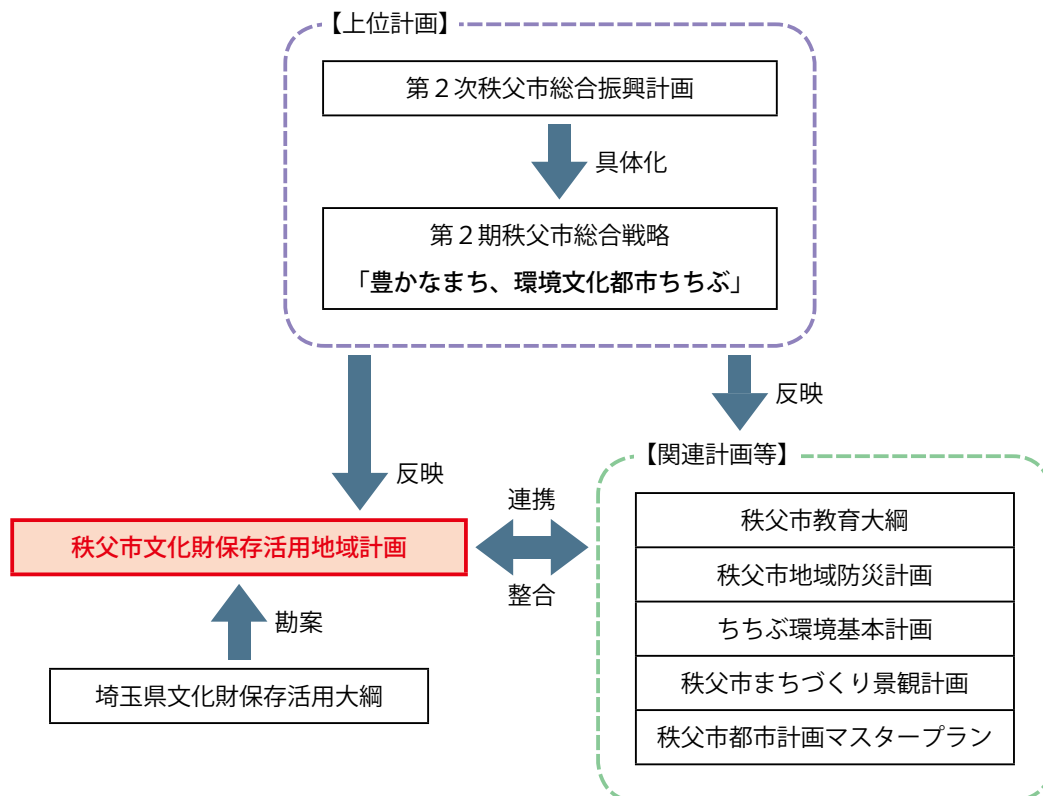 【上位計画】
第２次秩父市総合振興計画
具体化
第２期秩父市総合戦略
「豊かなまち、環境文化都市ちちぶ」
反映
反映
【関連計画等】
連携
整合
秩父市文化財保存活用地域計画
勘案
埼玉県文化財保存活用大綱
秩父市教育大綱
秩父市地域防災計画
ちちぶ環境基本計画
秩父市まちづくり景観計画
秩父市都市計画マスタープラン